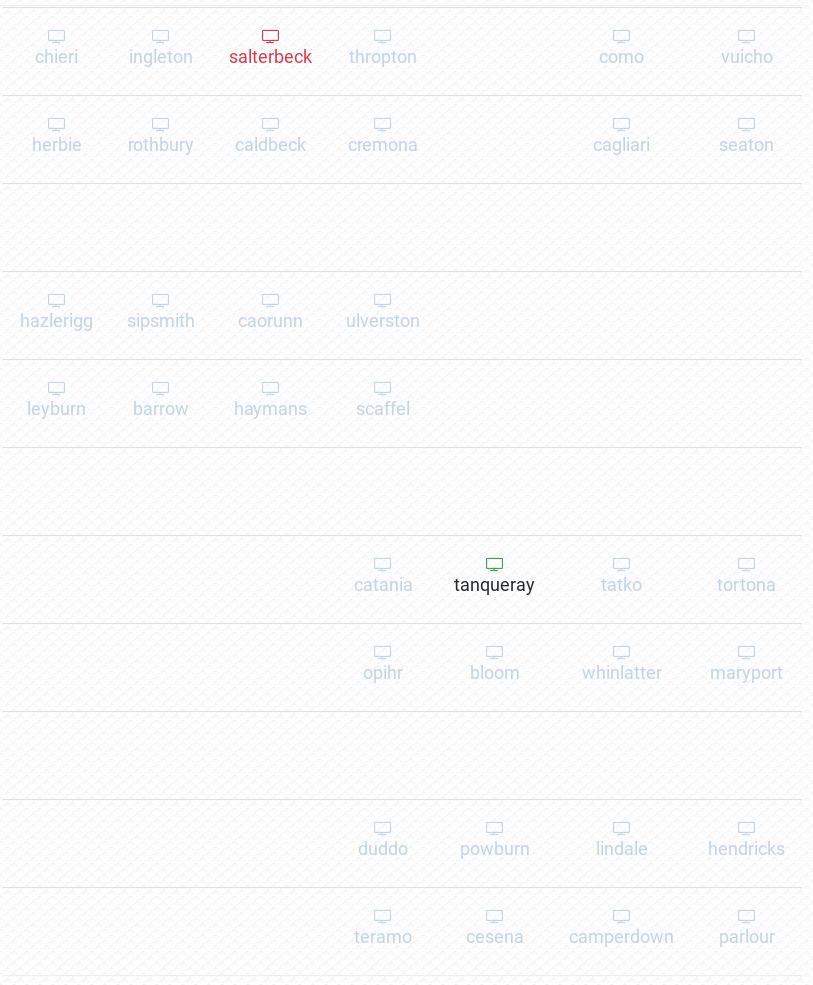 chieri ingleton salterbeck thropton como vuicho
herbie rothbury caldbeck cremona cagliari seaton
hazlerigg sipsmith caorunn ulverston
leyburn barrow haymans scaffel
catania tanqueray tatko tortona
opihr bloom whinlatter maryport
duddo powburn lindale hendricks
teramo cesena camperdown parlour